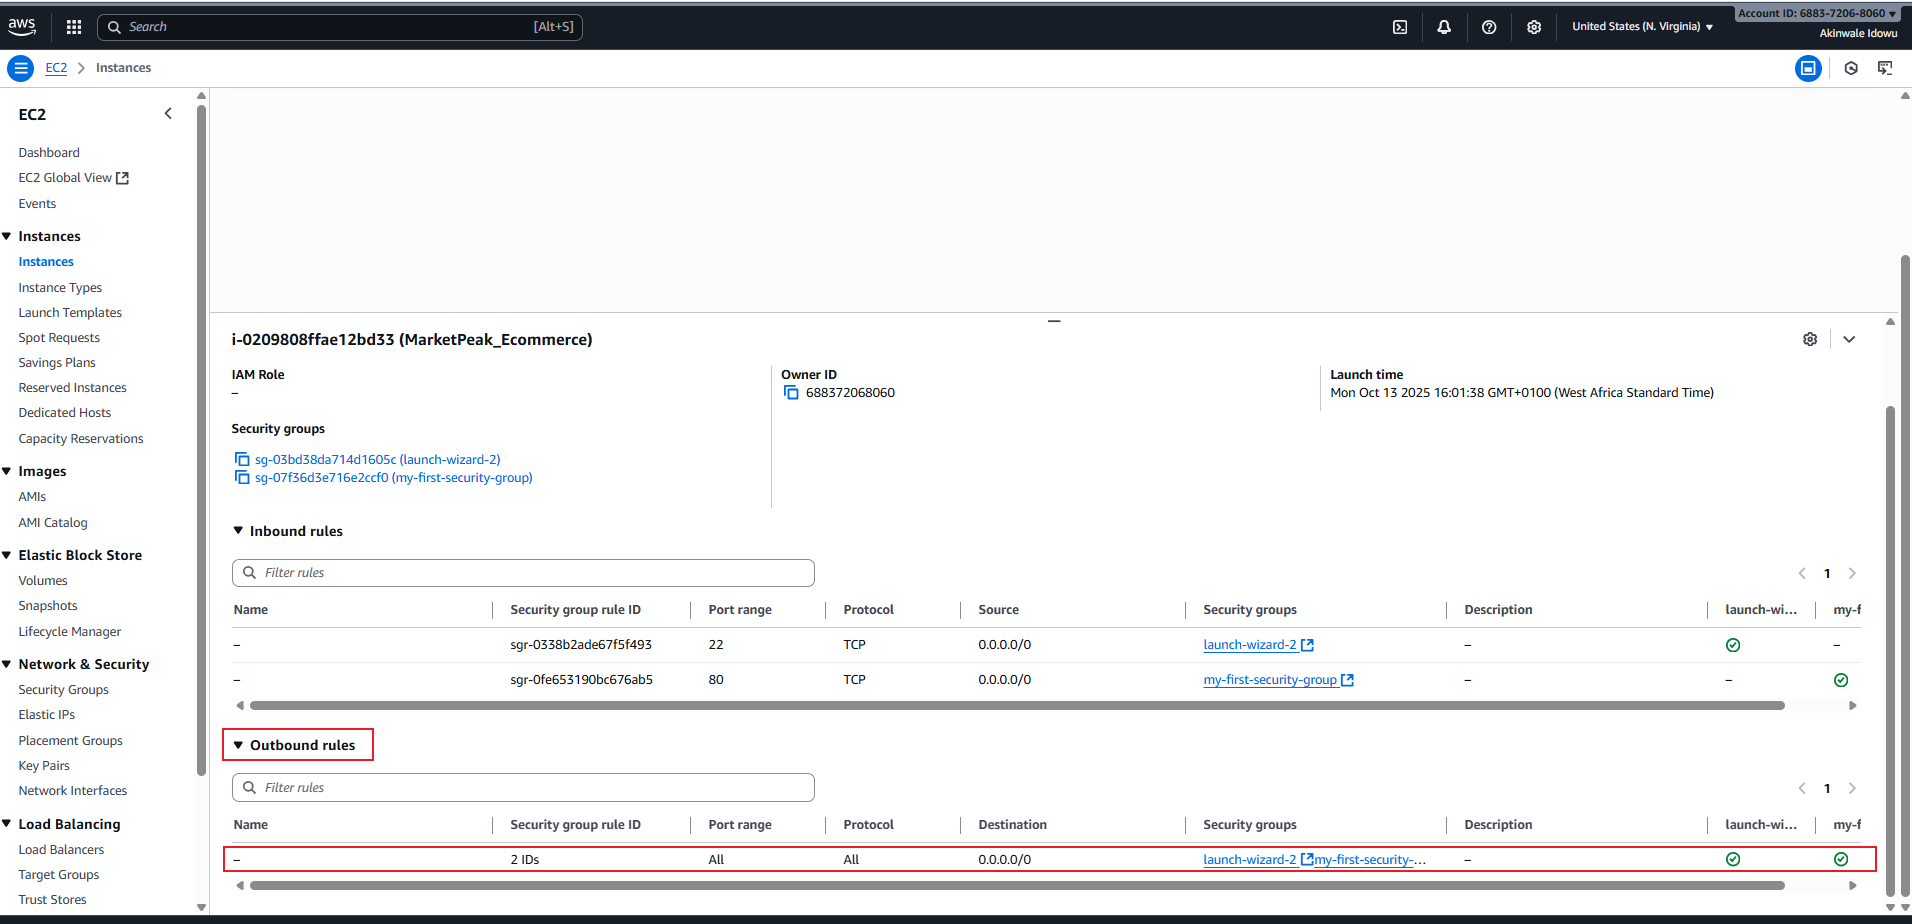 aws
Search [Alt+S]
United States (N. Virginia)
Account ID: 6883-7206-8060
Akinwale Idowu
EC2 Instances
EC2
Dashboard
EC2 Global View
Events
Instances
Instances
Instance Types
Launch Templates
Spot Requests
Savings Plans
Reserved Instances
Dedicated Hosts
Capacity Reservations
Images
AMIs
AMI Catalog
Elastic Block Store
Volumes
Snapshots
Lifecycle Manager
Network & Security
Security Groups
Elastic IPs
Placement Groups
Key Pairs
Network Interfaces
Load Balancing
Load Balancers
Target Groups
Trust Stores
i-0209808ffae12bd33 (MarketPeak_Ecommerce)
IAM Role
–
Owner ID
688372068060
Launch time
Mon Oct 13 2025 16:01:38 GMT+0100 (West Africa Standard Time)
Security groups
sg-03bd38da714d1605c (launch-wizard-2)
sg-07f36d3e716e2ccf0 (my-first-security-group)
Inbound rules
Filter rules
1
Name Security group rule ID Port range Protocol Source Security groups Description launch-wi... my-f
– sgr-0338b2ade67f5f493 22 TCP 0.0.0.0/0 launch-wizard-2 – –
– sgr-0fe653190bc676ab5 80 TCP 0.0.0.0/0 my-first-security-group – –
Outbound rules
Filter rules
1
Name Security group rule ID Port range Protocol Destination Security groups Description launch-wi... my-f
– 2 IDs All All 0.0.0.0/0 launch-wizard-2 my-first-security-... –